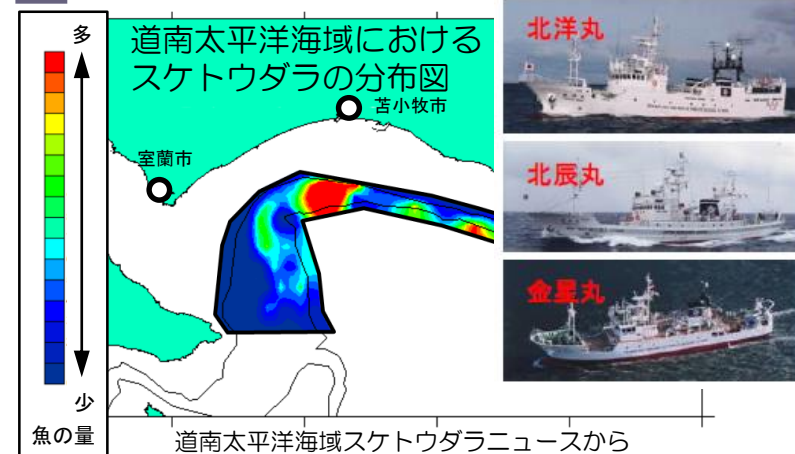 多
少
魚の量
道南太平洋海域における
スケトウダラの分布図
苫小牧市
室蘭市
北洋丸
北辰丸
金星丸
道南太平洋海域スケトウダラニュースから